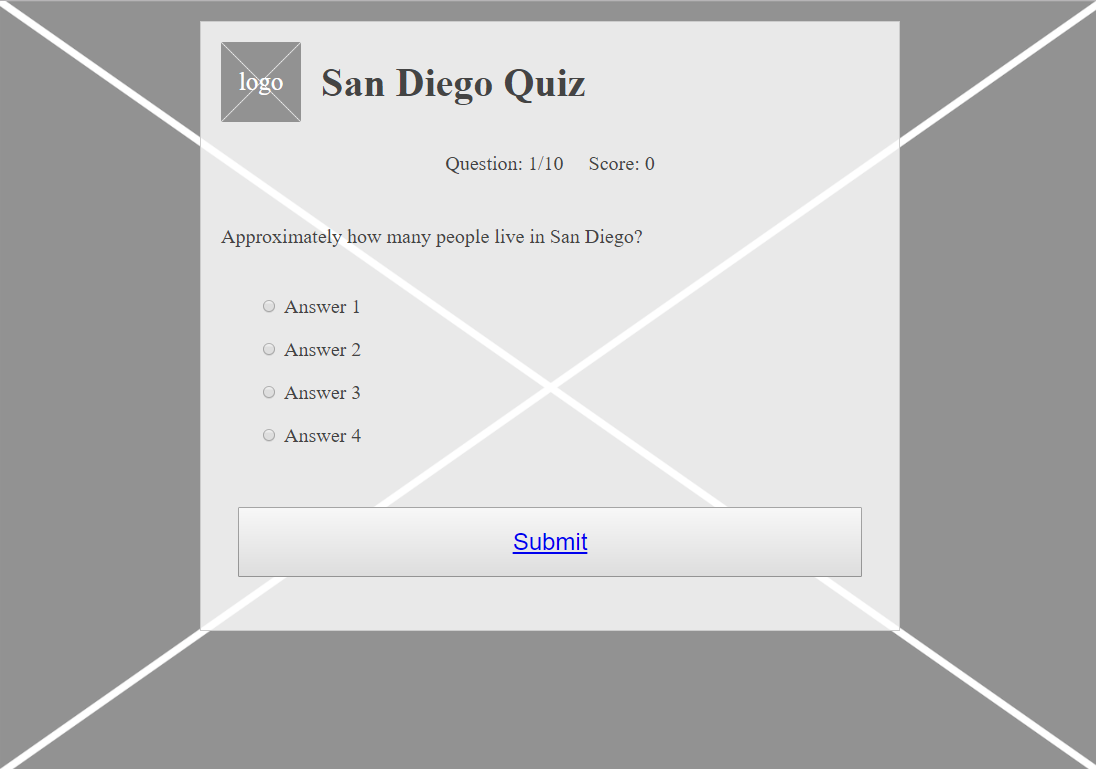 logo
San Diego Quiz
Question: 1/10 Score: 0
Approximately how many people live in San Diego?
Answer 1
Answer 2
Answer 3
Answer 4
Submit